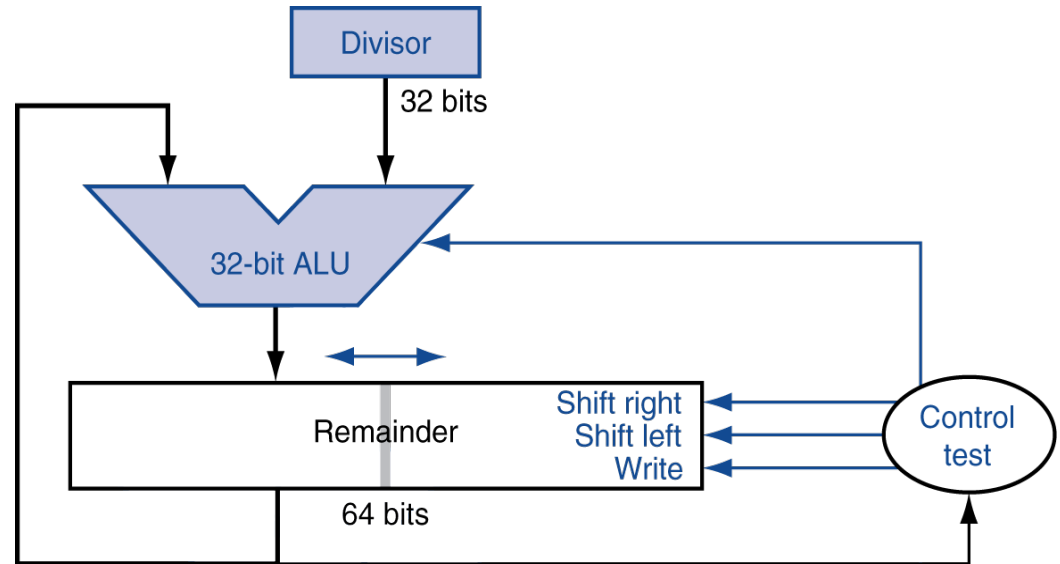 Divisor
32 bits
32-bit ALU
Remainder
Shift right
Shift left
Write
Control
test
64 bits